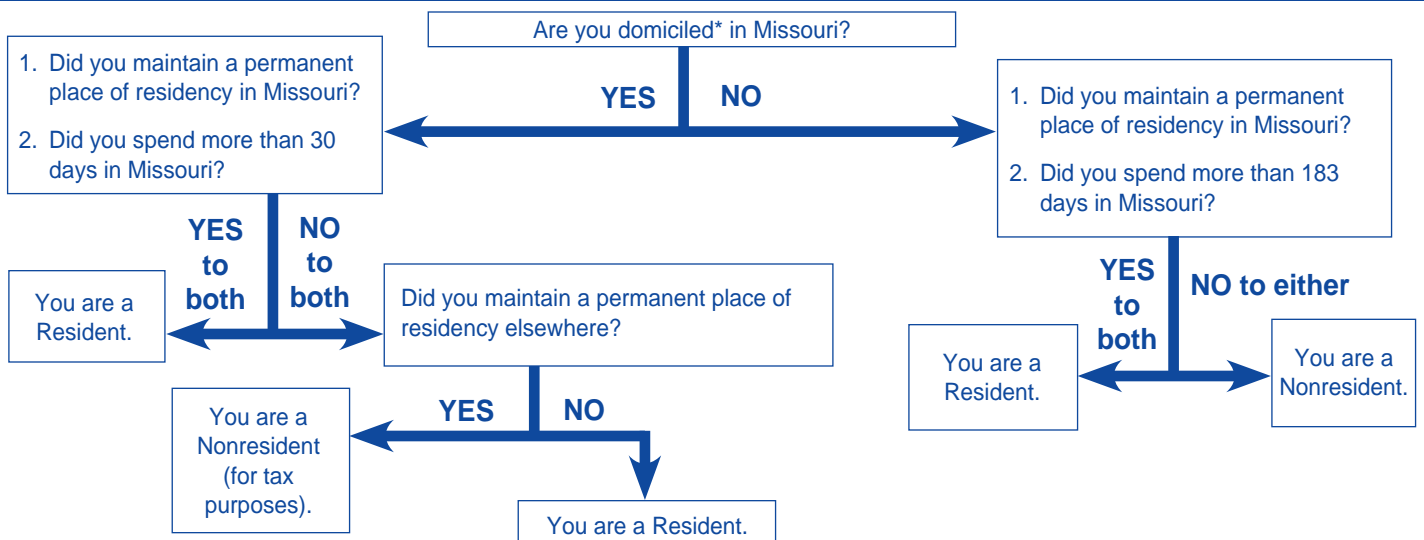 Are you domiciled* in Missouri?
YES
NO
1. Did you maintain a permanent
place of residency in Missouri?
2. Did you spend more than 30
days in Missouri?
1. Did you maintain a permanent
place of residency in Missouri?
2. Did you spend more than 183
days in Missouri?
YES
to
both
NO
to
both
You are a
Resident.
Did you maintain a permanent place of
residency elsewhere?
YES
NO
You are a
Nonresident
(for tax
purposes).
You are a Resident.
YES
to
both
NO to either
You are a
Resident.
You are a
Nonresident.